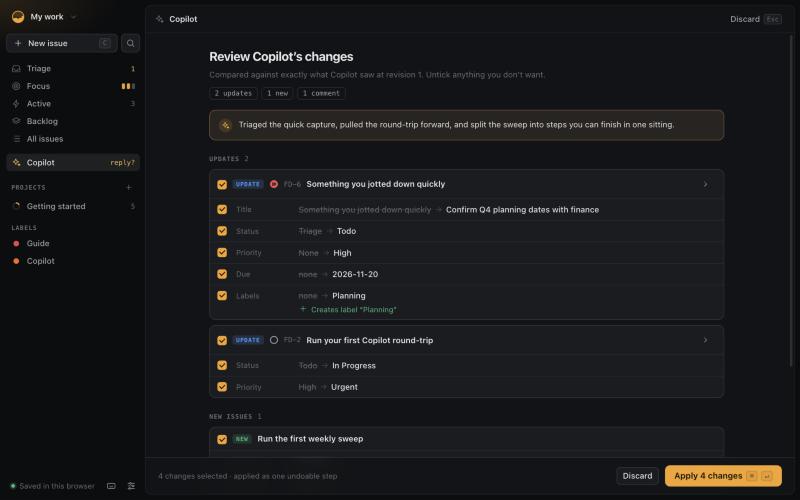 My work
New issue C
Triage 1
Focus
Active 3
Backlog
All issues
Copilot reply?
PROJECTS +
Getting started 5
LABELS
Guide
Copilot
Saved in this browser
Copilot
Discard Esc
Review Copilot's changes
Compared against exactly what Copilot saw at revision 1. Untick anything you don't want.
2 updates 1 new 1 comment
Triaged the quick capture, pulled the round-trip forward, and split the sweep into steps you can finish in one sitting.
UPDATES 2
UPDATE FD-6 Something you jotted down quickly
Title Something you jotted down quickly → Confirm Q4 planning dates with finance
Status Triage → Todo
Priority None → High
Due none → 2026-11-20
Labels none → Planning
+ Creates label "Planning"
UPDATE FD-2 Run your first Copilot round-trip
Status Todo → In Progress
Priority High → Urgent
NEW ISSUES 1
NEW Run the first weekly sweep
4 changes selected · applied as one undoable step
Discard
Apply 4 changes ⌘ ↵